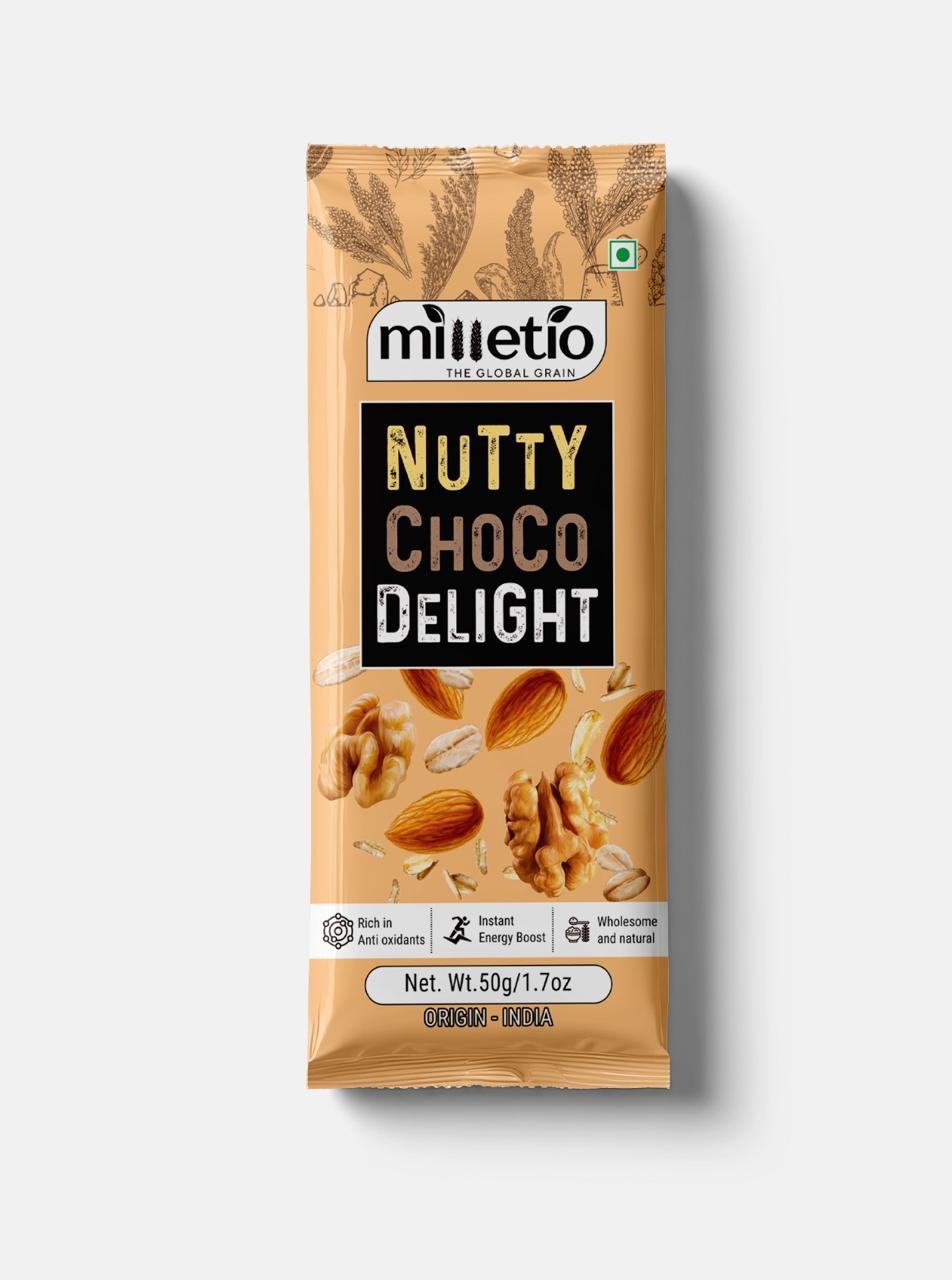 milletio
THE GLOBAL GRAIN
NUTTY
CHOCO
DELIGHT
Rich in
Anti oxidants
Instant
Energy Boost
Wholesome
and natural
Net. Wt.50g/1.7oz
ORIGIN - INDIA